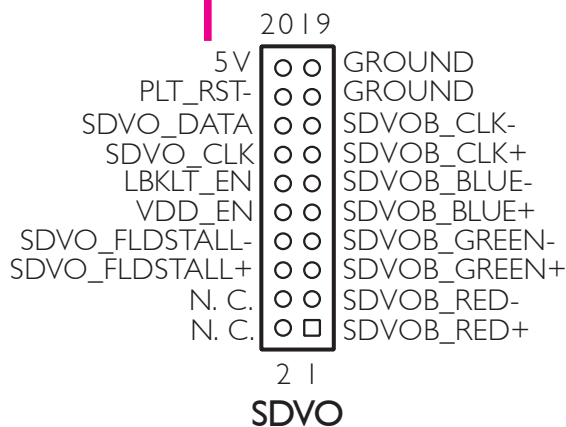 20 19
5V GROUND
PLT_RST- GROUND
SDVO_DATA SDVOB_CLK-
SDVO_CLK SDVOB_CLK+
LBKLT_EN SDVOB_BLUE-
VDD_EN SDVOB_BLUE+
SDVO_FLDSTALL- SDVOB_GREEN-
SDVO_FLDSTALL+ SDVOB_GREEN+
N. C. SDVOB_RED-
N. C. SDVOB_RED+
2 1
SDVO